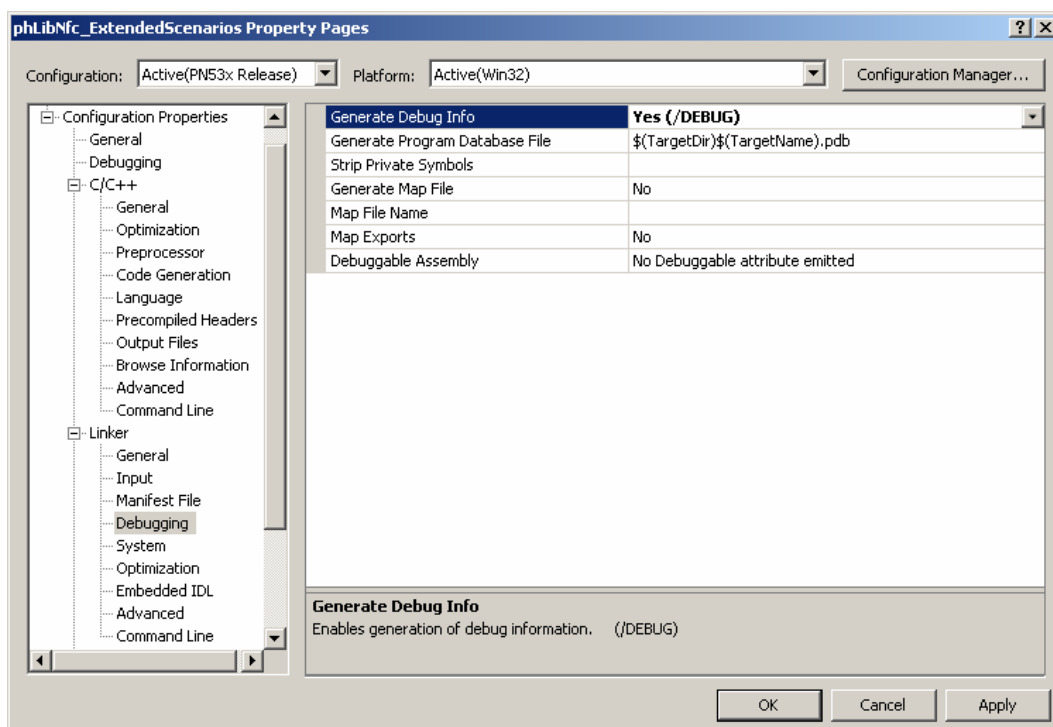 phLibNfc_ExtendedScenarios Property Pages
Configuration: Active(PN53x Release) Platform: Active(Win32) Configuration Manager...
Configuration Properties
General
Debugging
C/C++
General
Optimization
Preprocessor
Code Generation
Language
Precompiled Headers
Output Files
Browse Information
Advanced
Command Line
Linker
General
Input
Manifest File
Debugging
System
Optimization
Embedded IDL
Advanced
Command Line
Generate Debug Info Yes (/DEBUG)
Generate Program Database File $(TargetDir)$(TargetName).pdb
Strip Private Symbols
Generate Map File No
Map File Name
Map Exports No
Debuggable Assembly No Debuggable attribute emitted
Generate Debug Info
Enables generation of debug information. (/DEBUG)
OK Cancel Apply